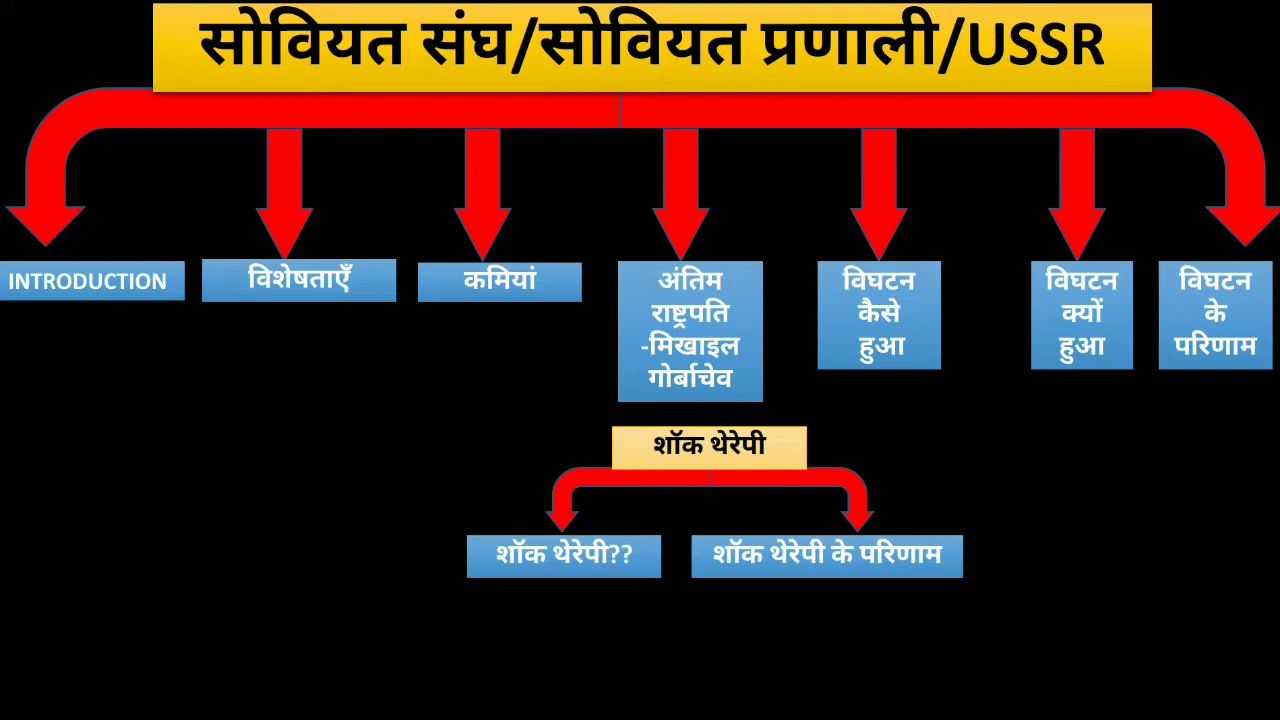 सोवियत संघ/सोवियत प्रणाली/USSR
INTRODUCTION
विशेषताएँ
कमियां
अंतिम
राष्ट्रपति
-मिखाइल
गोर्बाचेव
विघटन
कैसे
हुआ
विघटन
क्यों
हुआ
विघटन
के
परिणाम
शॉक थेरेपी
शॉक थेरेपी??
शॉक थेरेपी के परिणाम